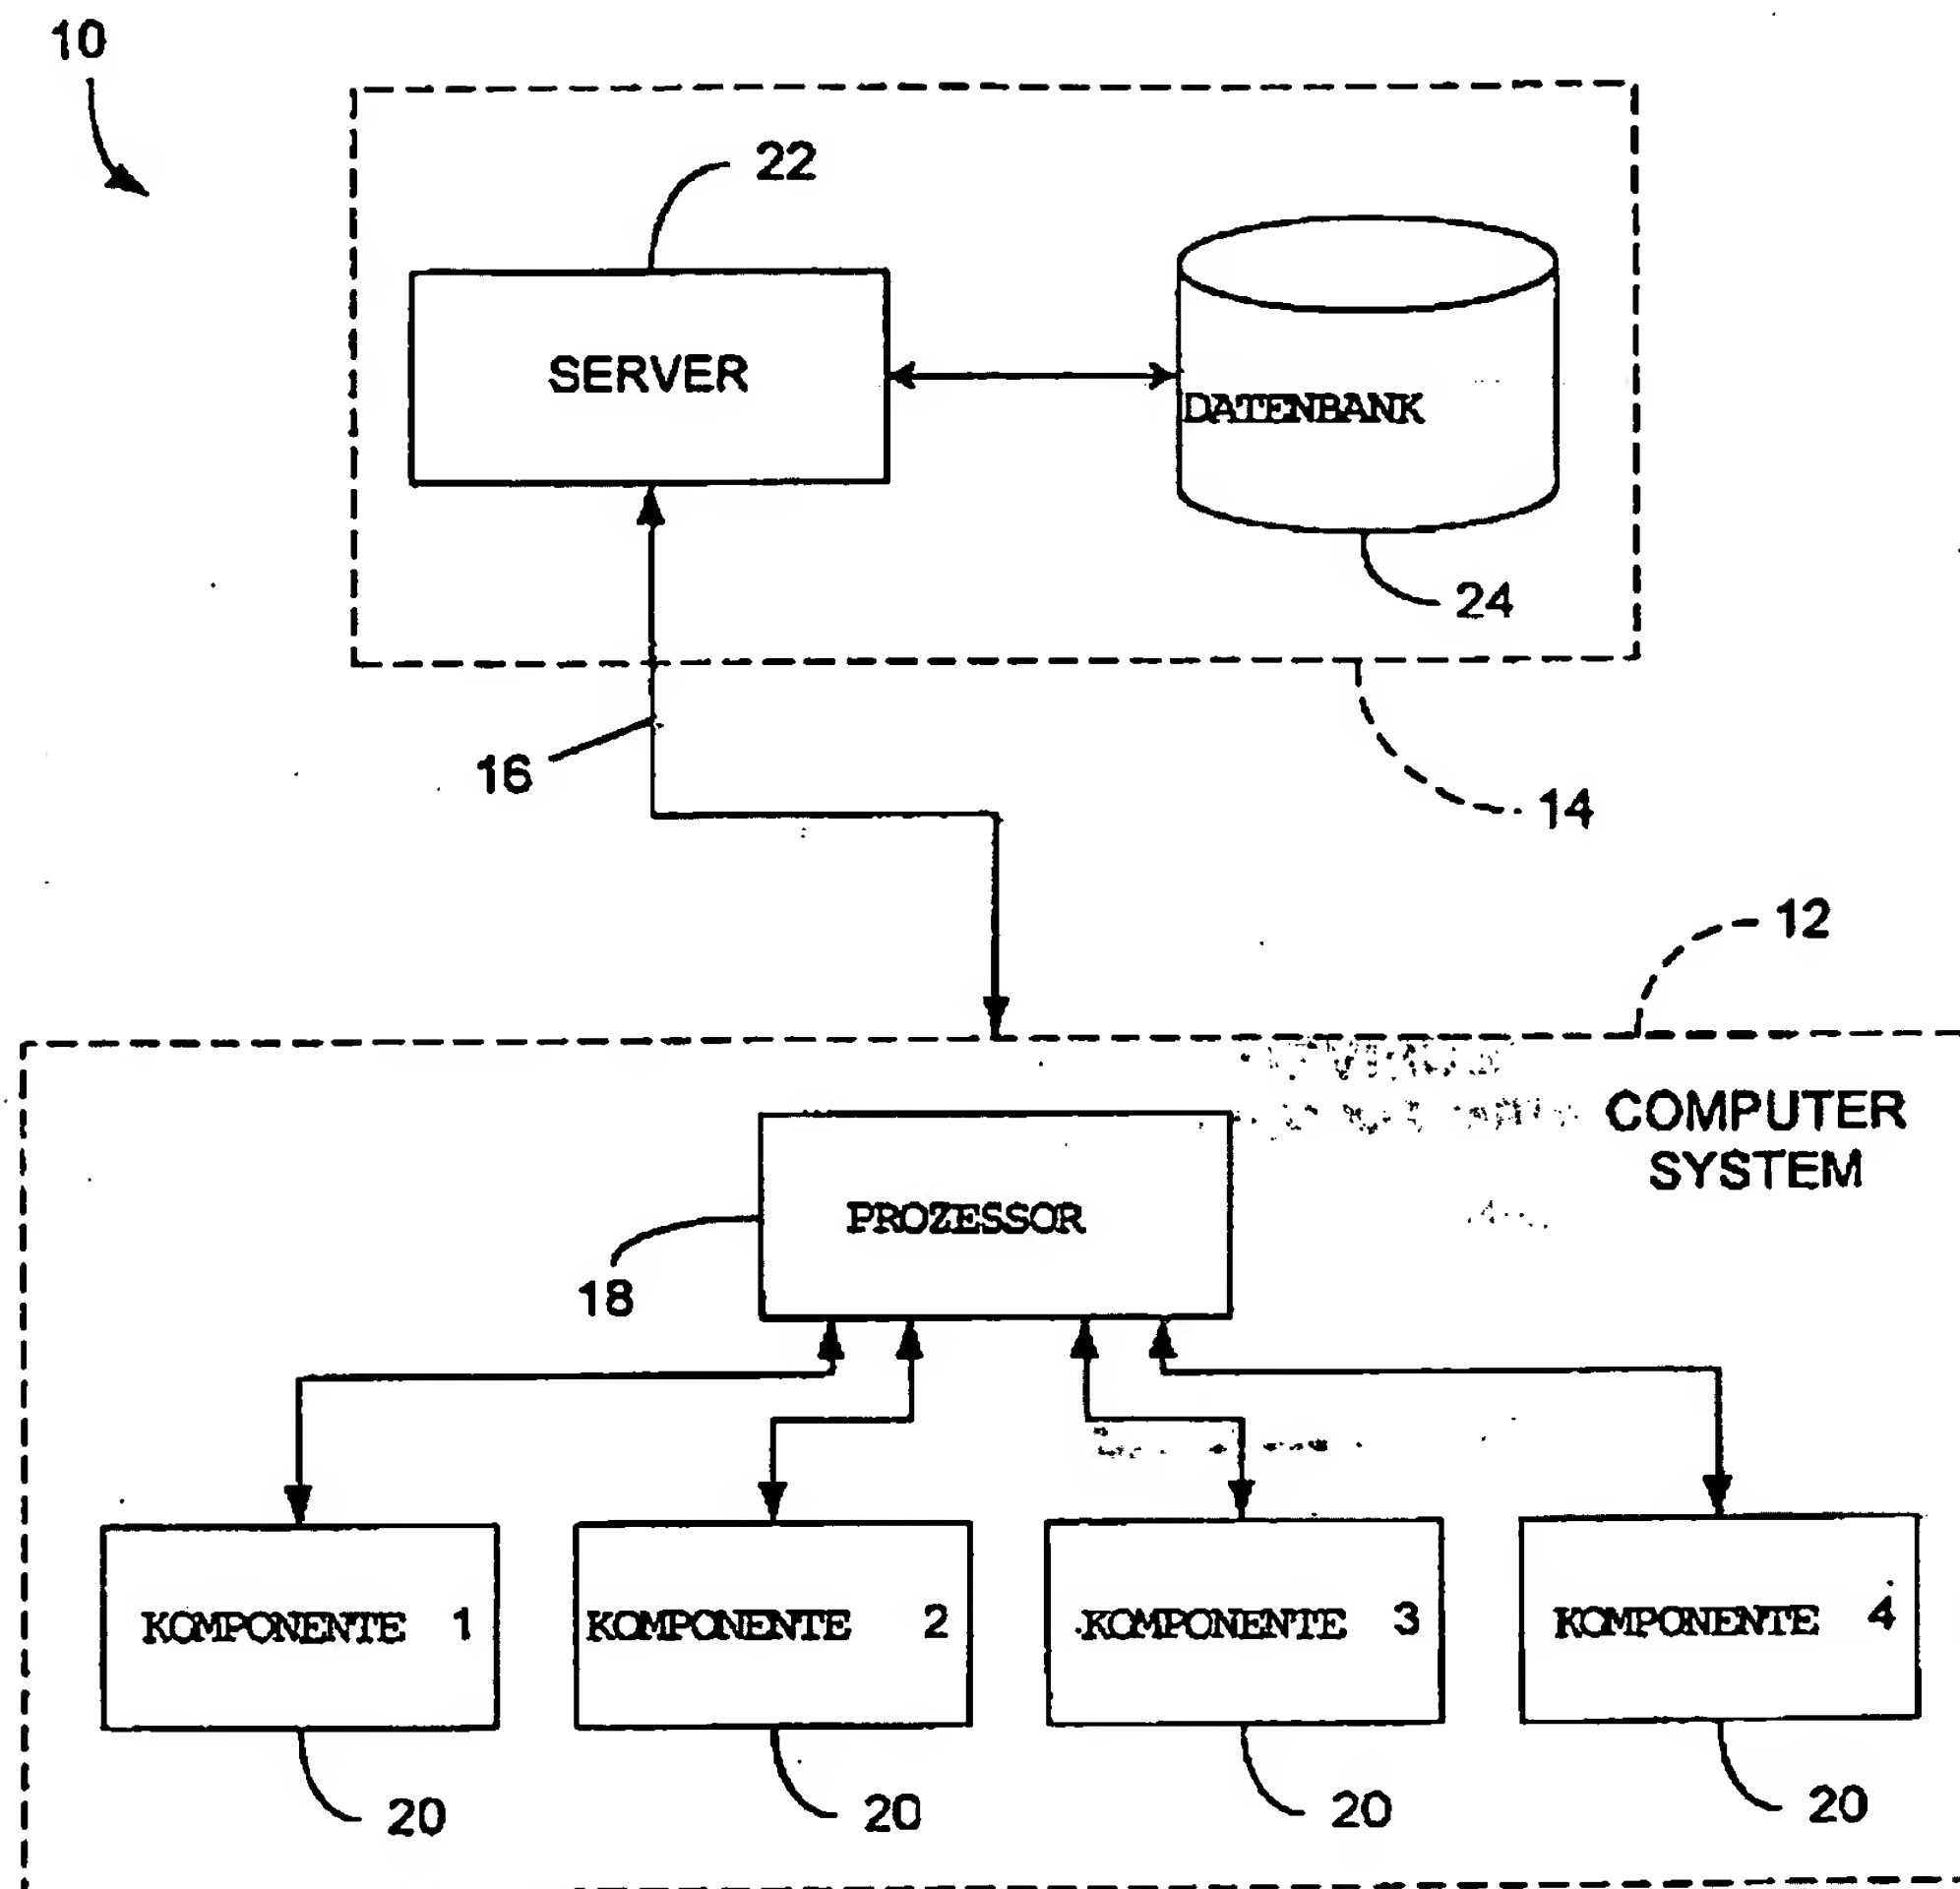 10
22
SERVER
DATENBANK
24
16
14
12
COMPUTER
SYSTEM
PROZESSOR
18
KOMPONENTE 1
KOMPONENTE 2
KOMPONENTE 3
KOMPONENTE 4
20
20
20
20